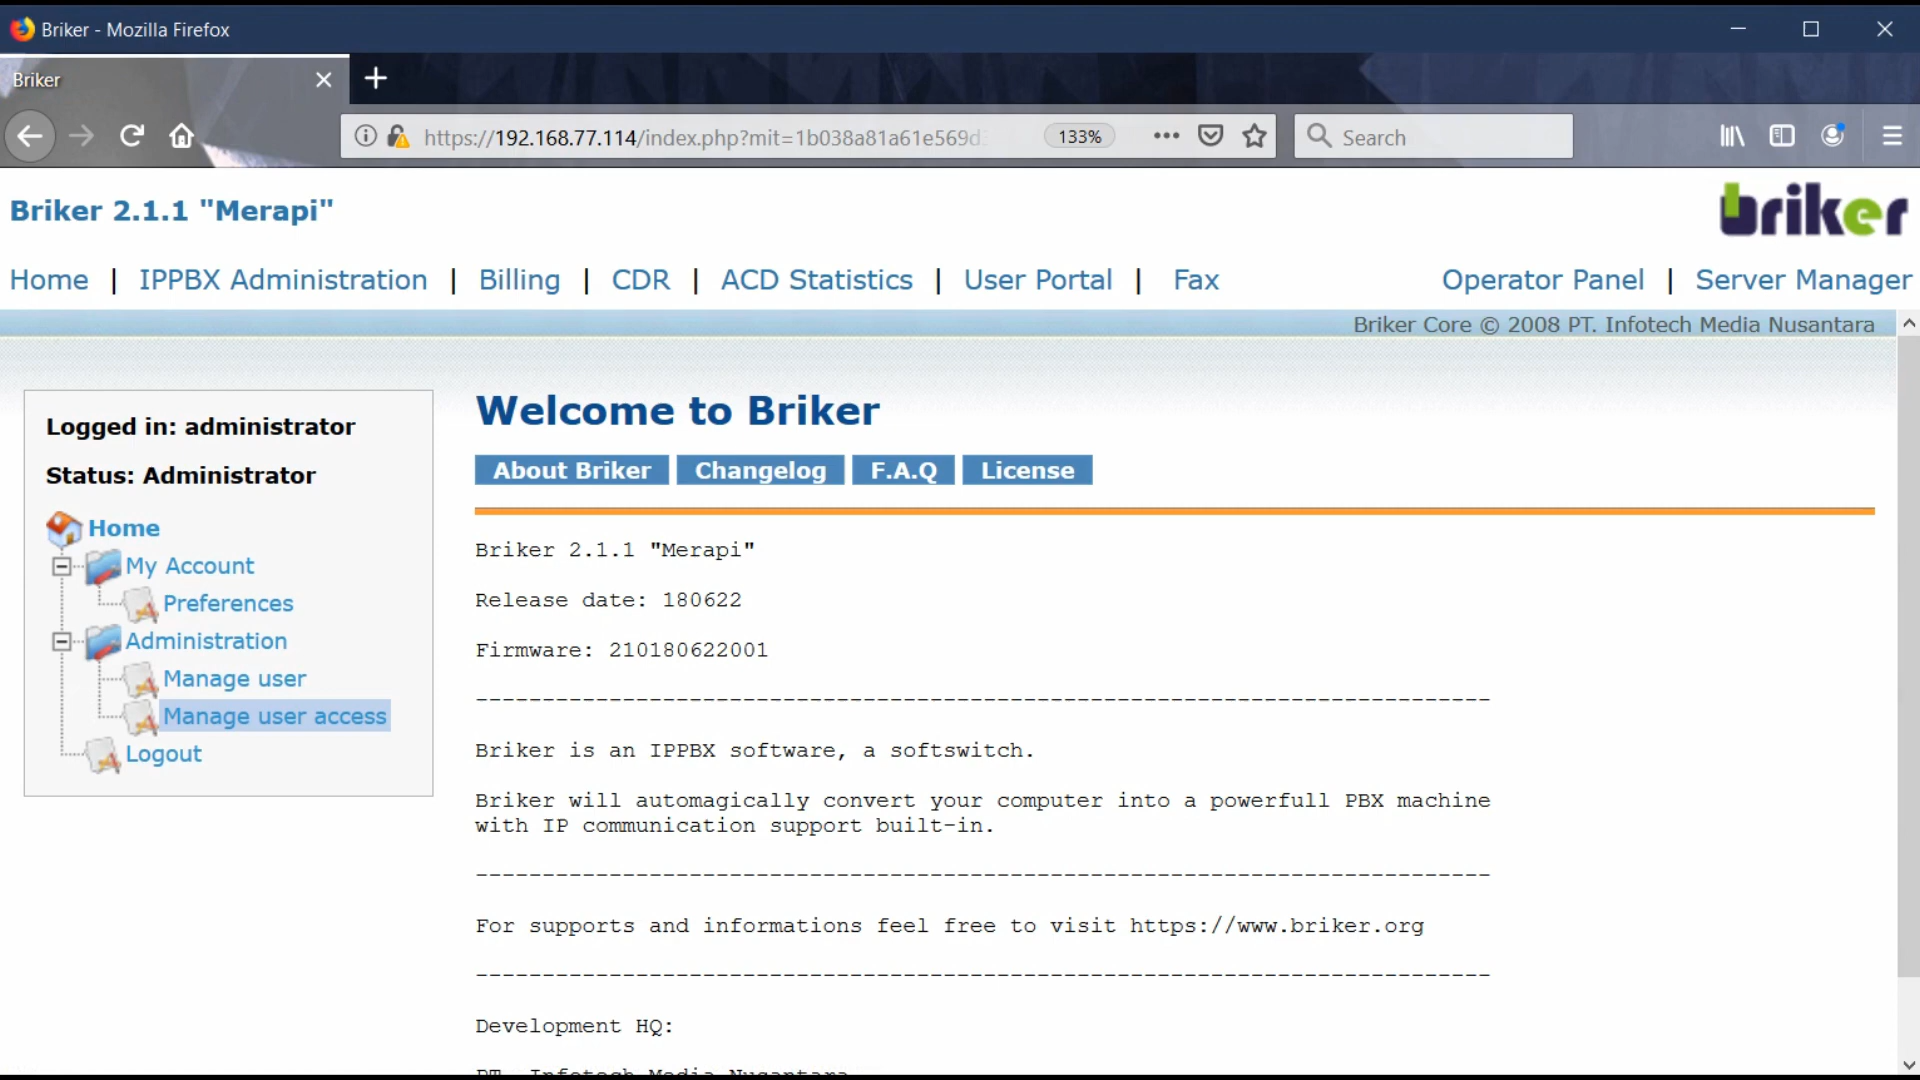 Briker - Mozilla Firefox
Briker
https://192.168.77.114/index.php?mit=1b038a81a61e569d
133%
Search
Briker 2.1.1 "Merapi"
briker
Home | IPPBX Administration | Billing | CDR | ACD Statistics | User Portal | Fax
Operator Panel | Server Manager
Briker Core © 2008 PT. Infotech Media Nusantara
Logged in: administrator
Status: Administrator
Home
My Account
Preferences
Administration
Manage user
Manage user access
Logout
Welcome to Briker
About Briker
Changelog
F.A.Q
License
Briker 2.1.1 "Merapi"
Release date: 180622
Firmware: 210180622001
----------------------------------------------------------------------------
Briker is an IPPBX software, a softswitch.
Briker will automagically convert your computer into a powerfull PBX machine
with IP communication support built-in.
----------------------------------------------------------------------------
For supports and informations feel free to visit https://www.briker.org
----------------------------------------------------------------------------
Development HQ:
PT. Infotech Media Nusantara